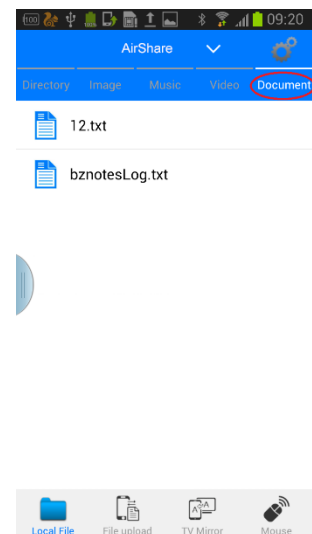 100 09:20
AirShare
Directory Image Music Video Document
12.txt
bznotesLog.txt
A A
Local File File upload TV Mirror Mouse